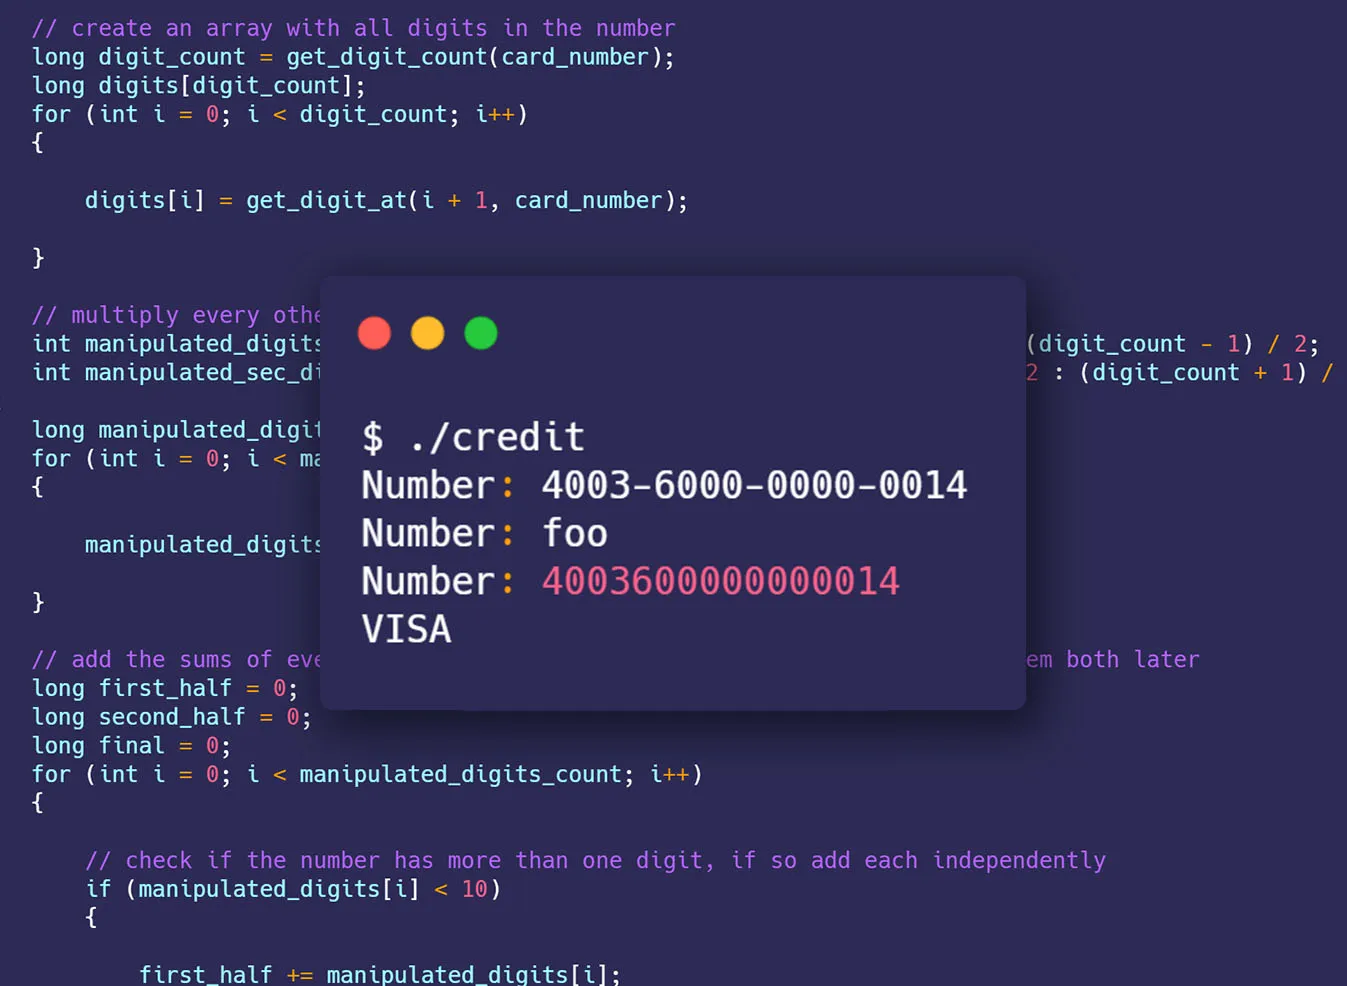 // create an array with all digits in the number
long digit_count = get_digit_count(card_number);
long digits[digit_count];
for (int i = 0; i < digit_count; i++)
{
digits[i] = get_digit_at(i + 1, card_number);
}
// multiply every othe
int manipulated_digits (digit_count - 1) / 2;
int manipulated_sec_di 2 : (digit_count + 1) /
long manipulated_digit
for (int i = 0; i < ma
{
manipulated_digits
}
// add the sums of eve em both later
long first_half = 0;
long second_half = 0;
long final = 0;
for (int i = 0; i < manipulated_digits_count; i++)
{
// check if the number has more than one digit, if so add each independently
if (manipulated_digits[i] < 10)
{
first_half += manipulated_digits[i];
$ ./credit
Number: 4003-6000-0000-0014
Number: foo
Number: 4003600000000014
VISA